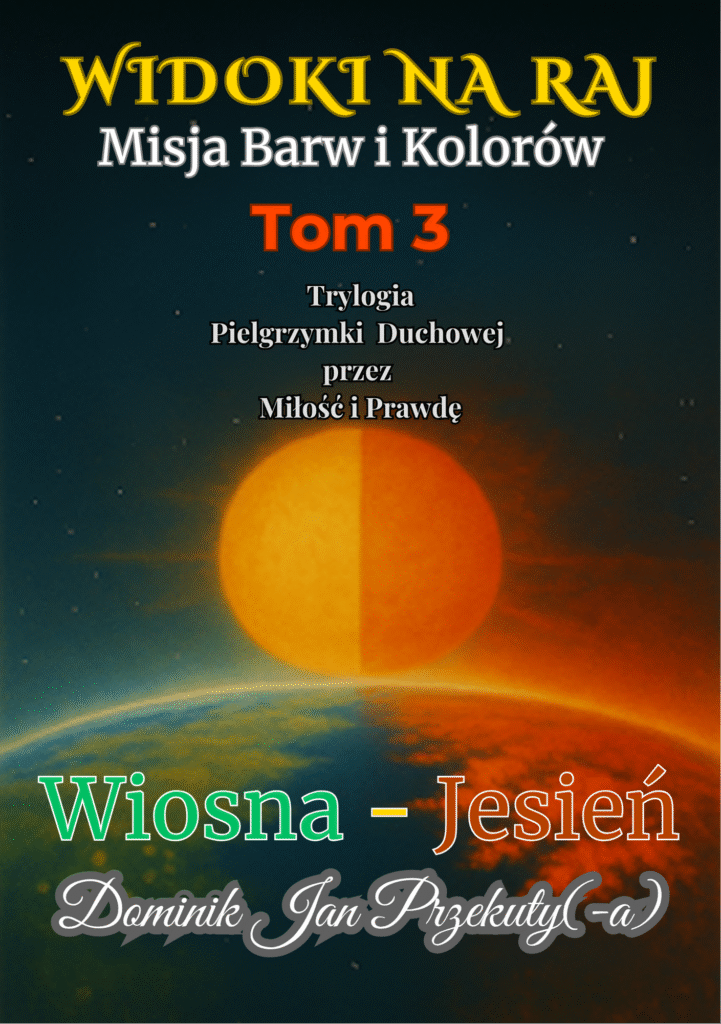 WIDOKI NA RAJ
Misja Barw i Kolorów
Tom 3
Trylogia
Pielgrzymki Duchowej
przez
Miłość i Prawdę
Wiosna - Jesień
Dominik Jan Przekuty(-a)